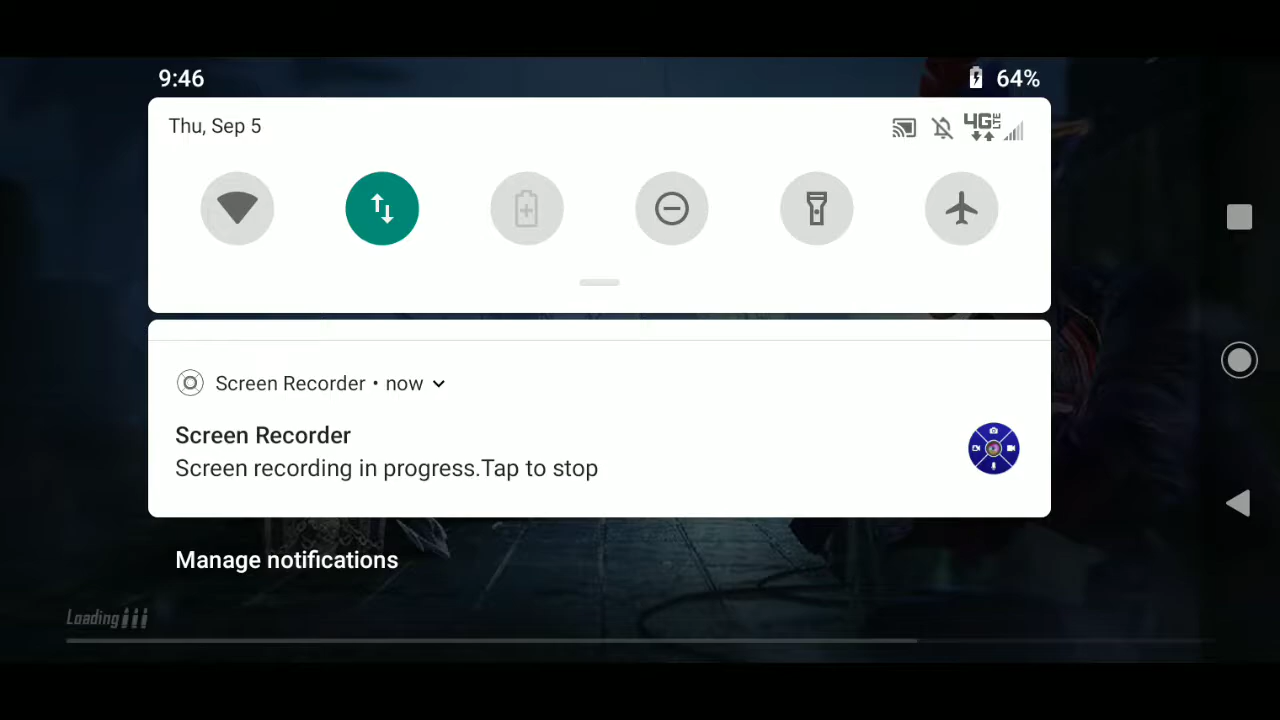 9:46
64%
Thu, Sep 5
4G LTE
Screen Recorder • now
Screen Recorder
Screen recording in progress.Tap to stop
Manage notifications
Loading